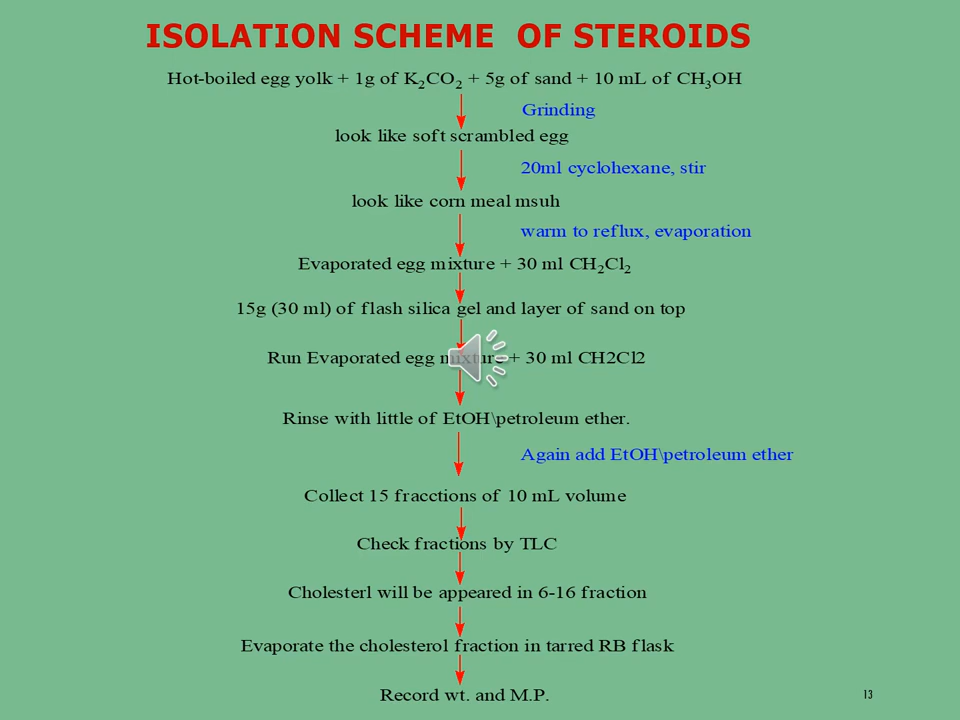 ISOLATION SCHEME OF STEROIDS
Hot-boiled egg yolk + 1g of K₂CO₂ + 5g of sand + 10 mL of CH₃OH
Grinding
look like soft scrambled egg
20ml cyclohexane, stir
look like corn meal msuh
warm to reflux, evaporation
Evaporated egg mixture + 30 ml CH₂Cl₂
15g (30 ml) of flash silica gel and layer of sand on top
Run Evaporated egg mixture + 30 ml CH2Cl2
Rinse with little of EtOH\petroleum ether.
Again add EtOH\petroleum ether
Collect 15 fracctions of 10 mL volume
Check fractions by TLC
Cholesterl will be appeared in 6-16 fraction
Evaporate the cholesterol fraction in tarred RB flask
Record wt. and M.P.
13